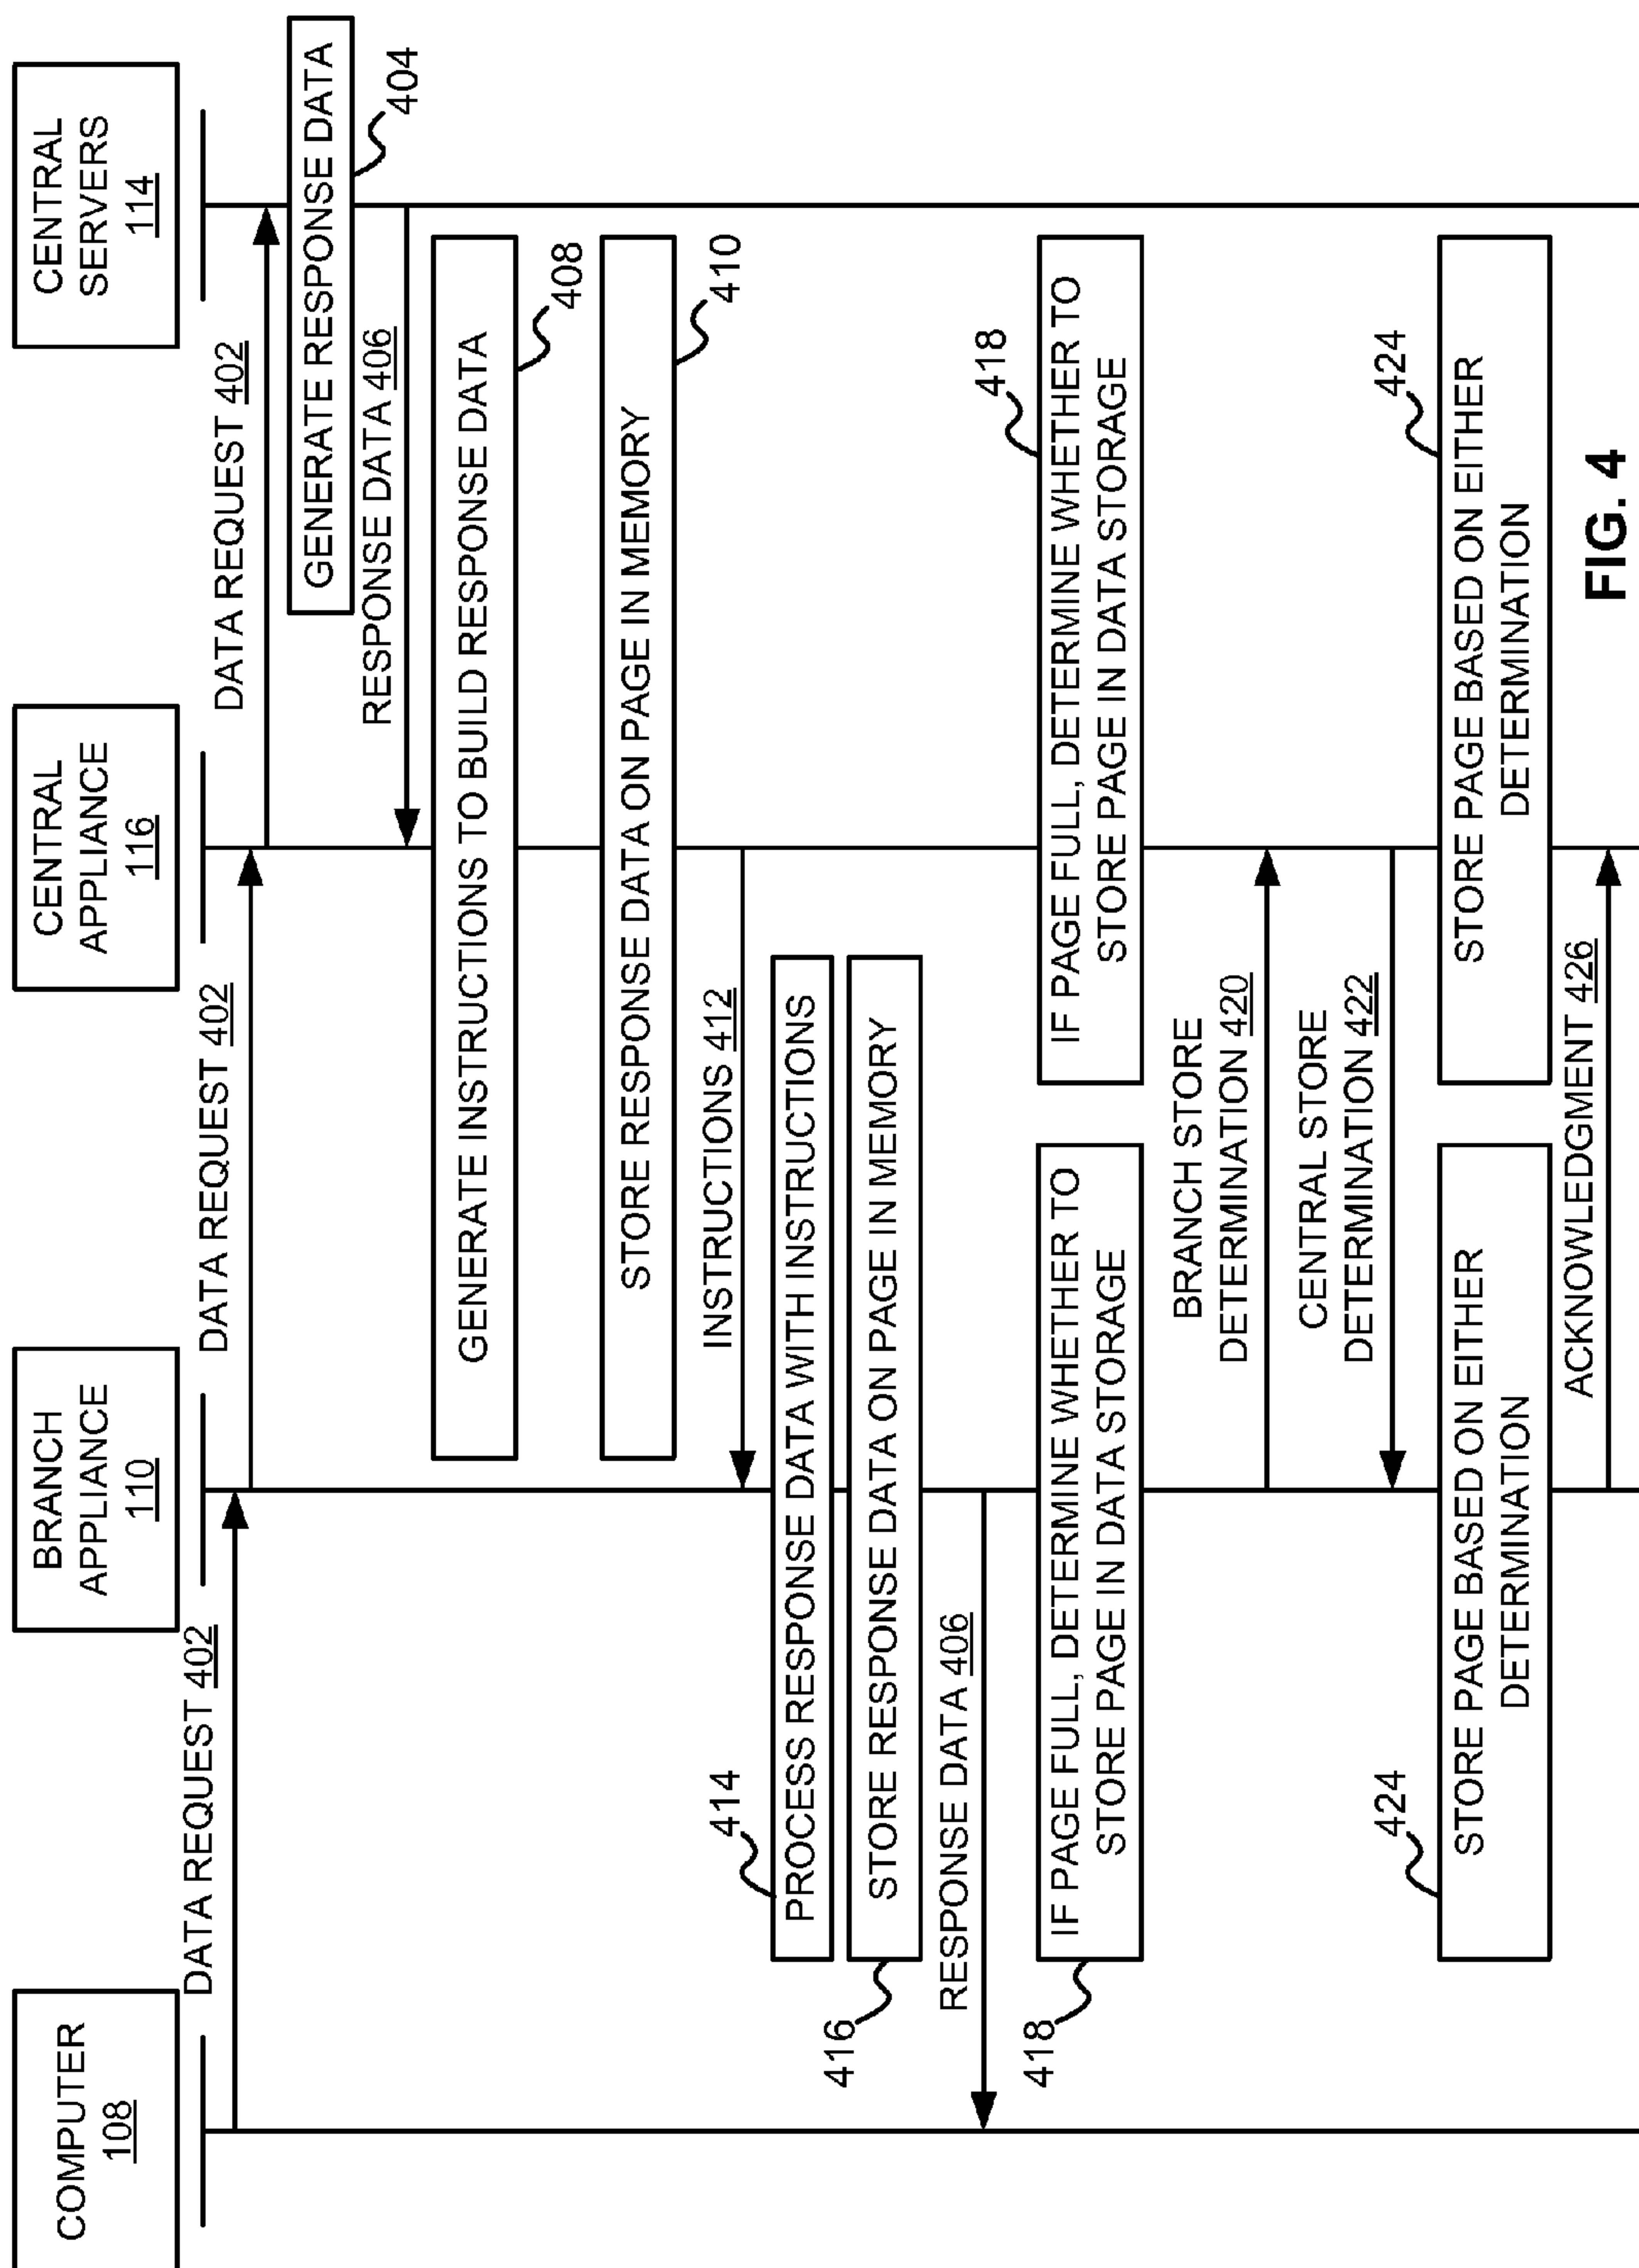 COMPUTER
108
BRANCH
APPLIANCE
110
CENTRAL
APPLIANCE
116
CENTRAL
SERVERS
114
DATA REQUEST 402
DATA REQUEST 402
DATA REQUEST 402
GENERATE RESPONSE DATA
404
RESPONSE DATA 406
GENERATE INSTRUCTIONS TO BUILD RESPONSE DATA
408
STORE RESPONSE DATA ON PAGE IN MEMORY
410
INSTRUCTIONS 412
414
PROCESS RESPONSE DATA WITH INSTRUCTIONS
416
STORE RESPONSE DATA ON PAGE IN MEMORY
RESPONSE DATA 406
418
IF PAGE FULL, DETERMINE WHETHER TO
STORE PAGE IN DATA STORAGE
418
IF PAGE FULL, DETERMINE WHETHER TO
STORE PAGE IN DATA STORAGE
BRANCH STORE
DETERMINATION 420
CENTRAL STORE
DETERMINATION 422
424
STORE PAGE BASED ON EITHER
DETERMINATION
424
STORE PAGE BASED ON EITHER
DETERMINATION
ACKNOWLEDGMENT 426
FIG. 4